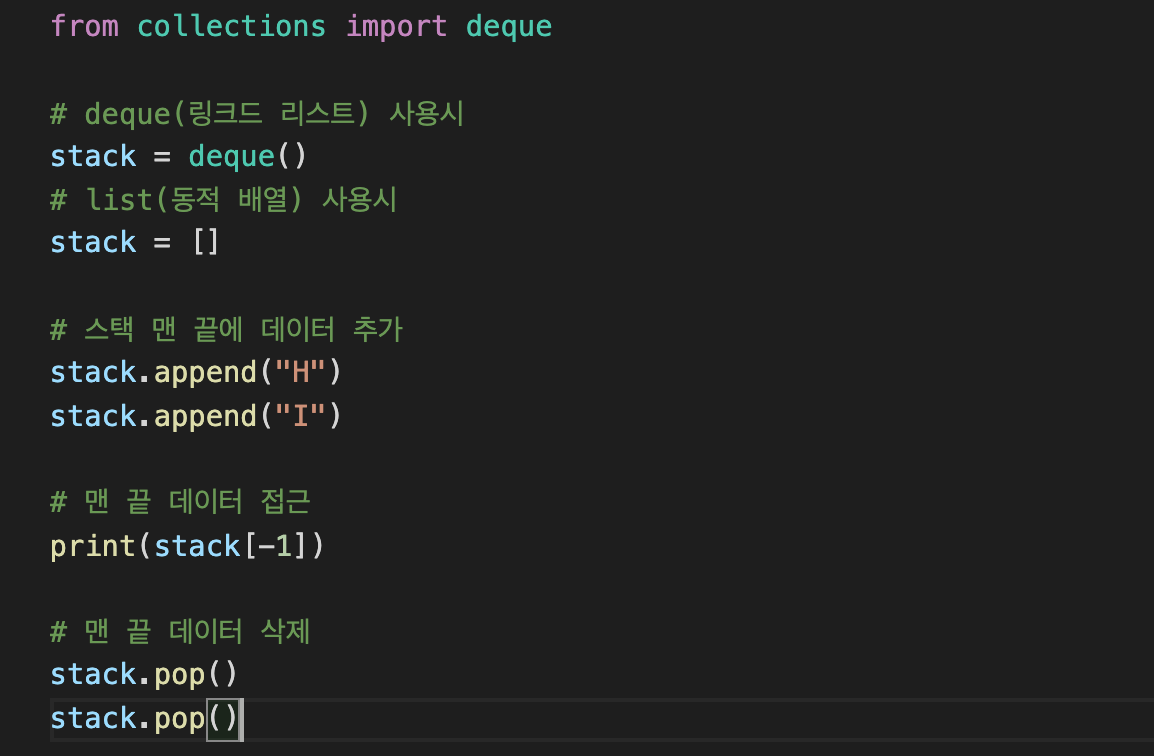 from collections import deque
# deque(링크드 리스트) 사용시
stack = deque()
# list(동적 배열) 사용시
stack = []
# 스택 맨 끝에 데이터 추가
stack.append("H")
stack.append("I")
# 맨 끝 데이터 접근
print(stack[-1])
# 맨 끝 데이터 삭제
stack.pop()
stack.pop()